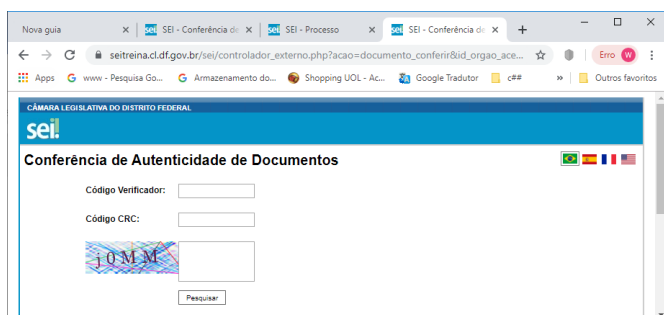 Nova guia
SEI - Conferência de
SEI - Processo
SEI - Conferência de
seitreina.cl.df.gov.br/sei/controlador_externo.php?acao=documento_conferir&id_orgao_ace...
Erro W
Apps
www - Pesquisa Go...
Armazenamento do...
Shopping UOL - Ac...
Google Tradutor
c##
»
Outros favoritos
CÂMARA LEGISLATIVA DO DISTRITO FEDERAL
sei!
Conferência de Autenticidade de Documentos
Código Verificador:
Código CRC:
j0MM
Pesquisar